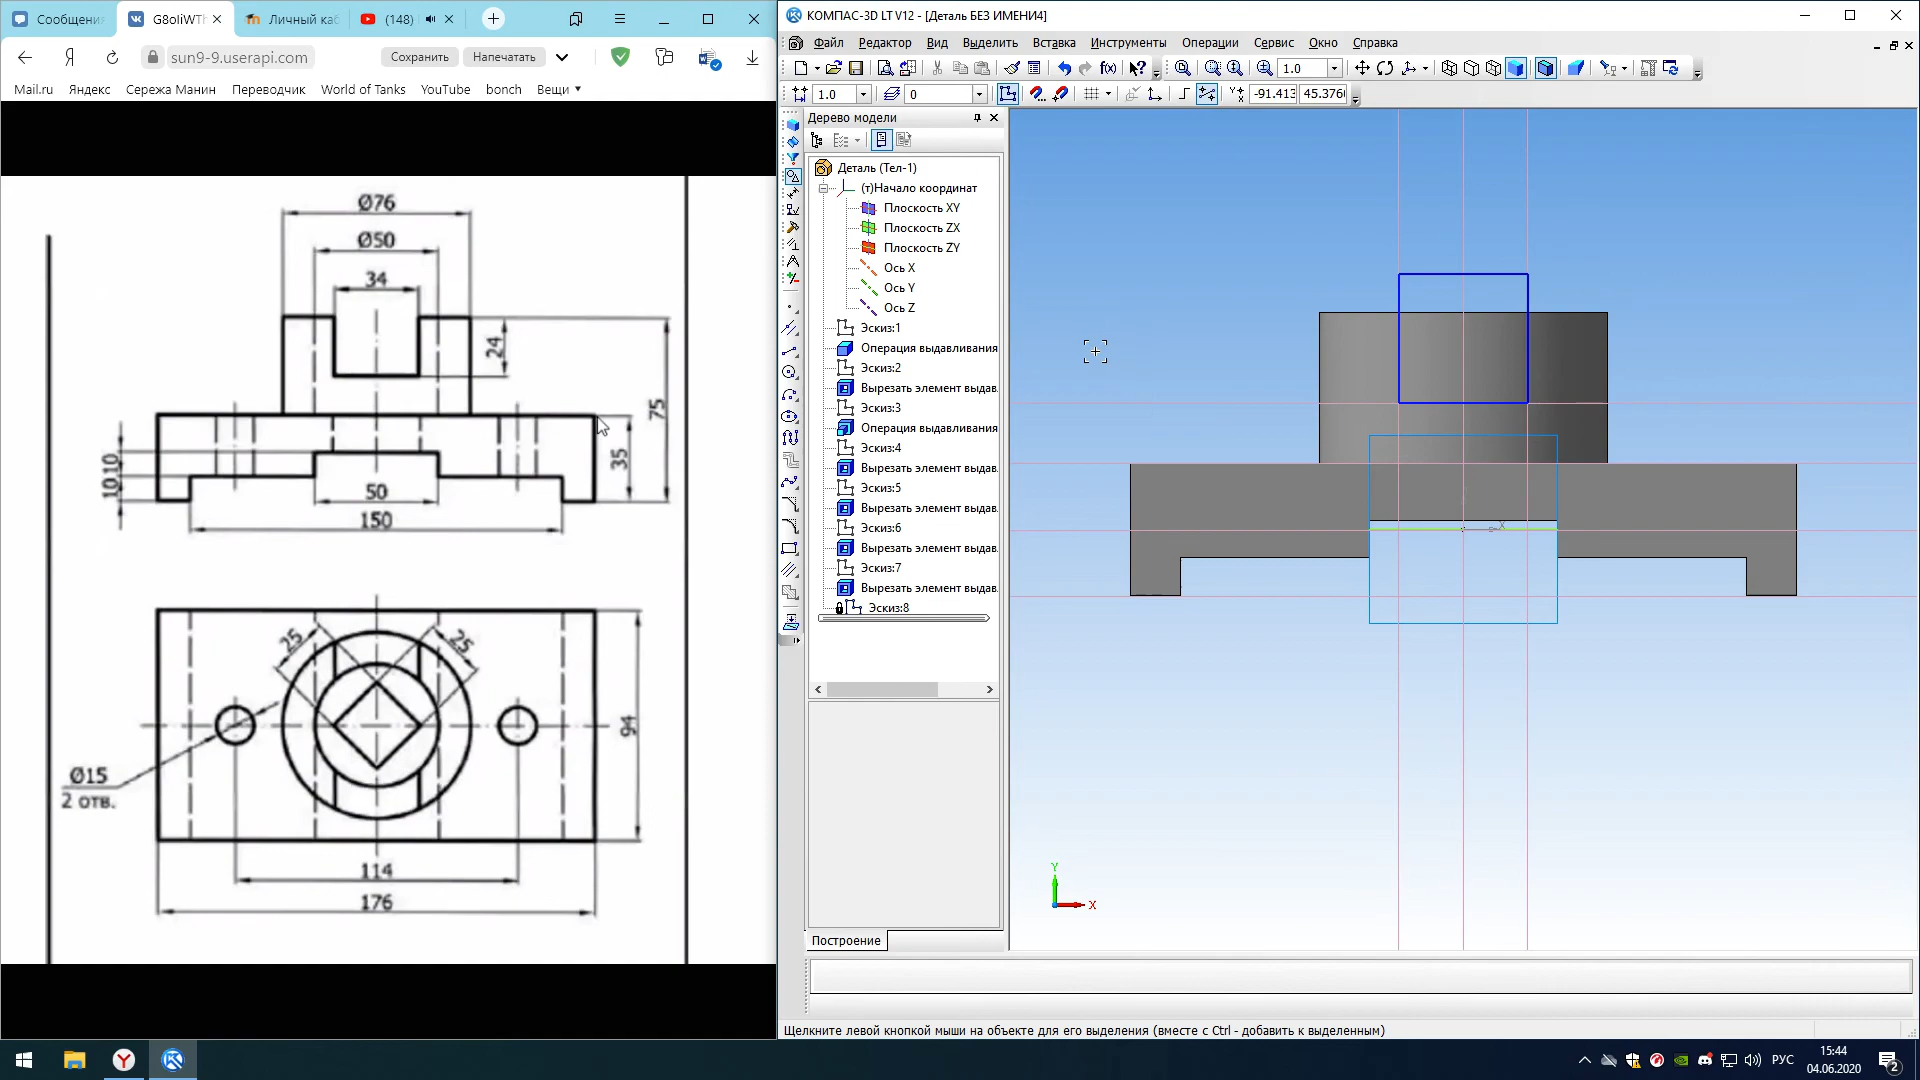 Сообщени
G8oliWTh
Личный ка
(148)
КОМПАС-3D LT V12 - [Деталь БЕЗ ИМЕНИ4]
Я
sun9-9.userapi.com
Сохранить
Напечатать
Файл Редактор Вид Выделить Вставка Инструменты Операции Сервис Окно Справка
1.0
Mail.ru Яндекс Сережа Манин Переводчик World of Tanks YouTube bonch Вещи
1.0
0
-91.413
45.376
Дерево модели
Деталь (Тел-1)
(т)Начало координат
Плоскость XY
Плоскость ZX
Плоскость ZY
Ось X
Ось Y
Ось Z
Эскиз:1
Операция выдавливания
Эскиз:2
Вырезать элемент выдав
Эскиз:3
Операция выдавливания
Эскиз:4
Вырезать элемент выдав
Эскиз:5
Вырезать элемент выдав
Эскиз:6
Вырезать элемент выдав
Эскиз:7
Вырезать элемент выдав
Эскиз:8
Построение
Ø76
Ø50
34
24
75
35
10
10
50
150
25
25
94
Ø15
2 отв.
114
176
X
Y
X
Щелкните левой кнопкой мыши на объекте для его выделения (вместе с Ctrl - добавить к выделенным)
РУС
15:44
04.06.2020
2